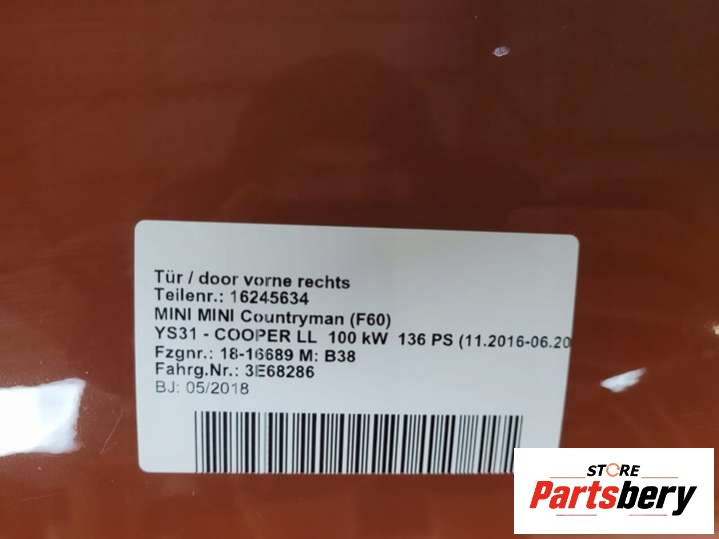 Tür / door vorne rechts
Teilenr.: 16245634
MINI MINI Countryman (F60)
YS31 - COOPER LL 100 kW 136 PS (11.2016-06.20
Fzgnr.: 18-16689 M: B38
Fahrg.Nr.: 3E68286
BJ: 05/2018
STORE
Partsbery